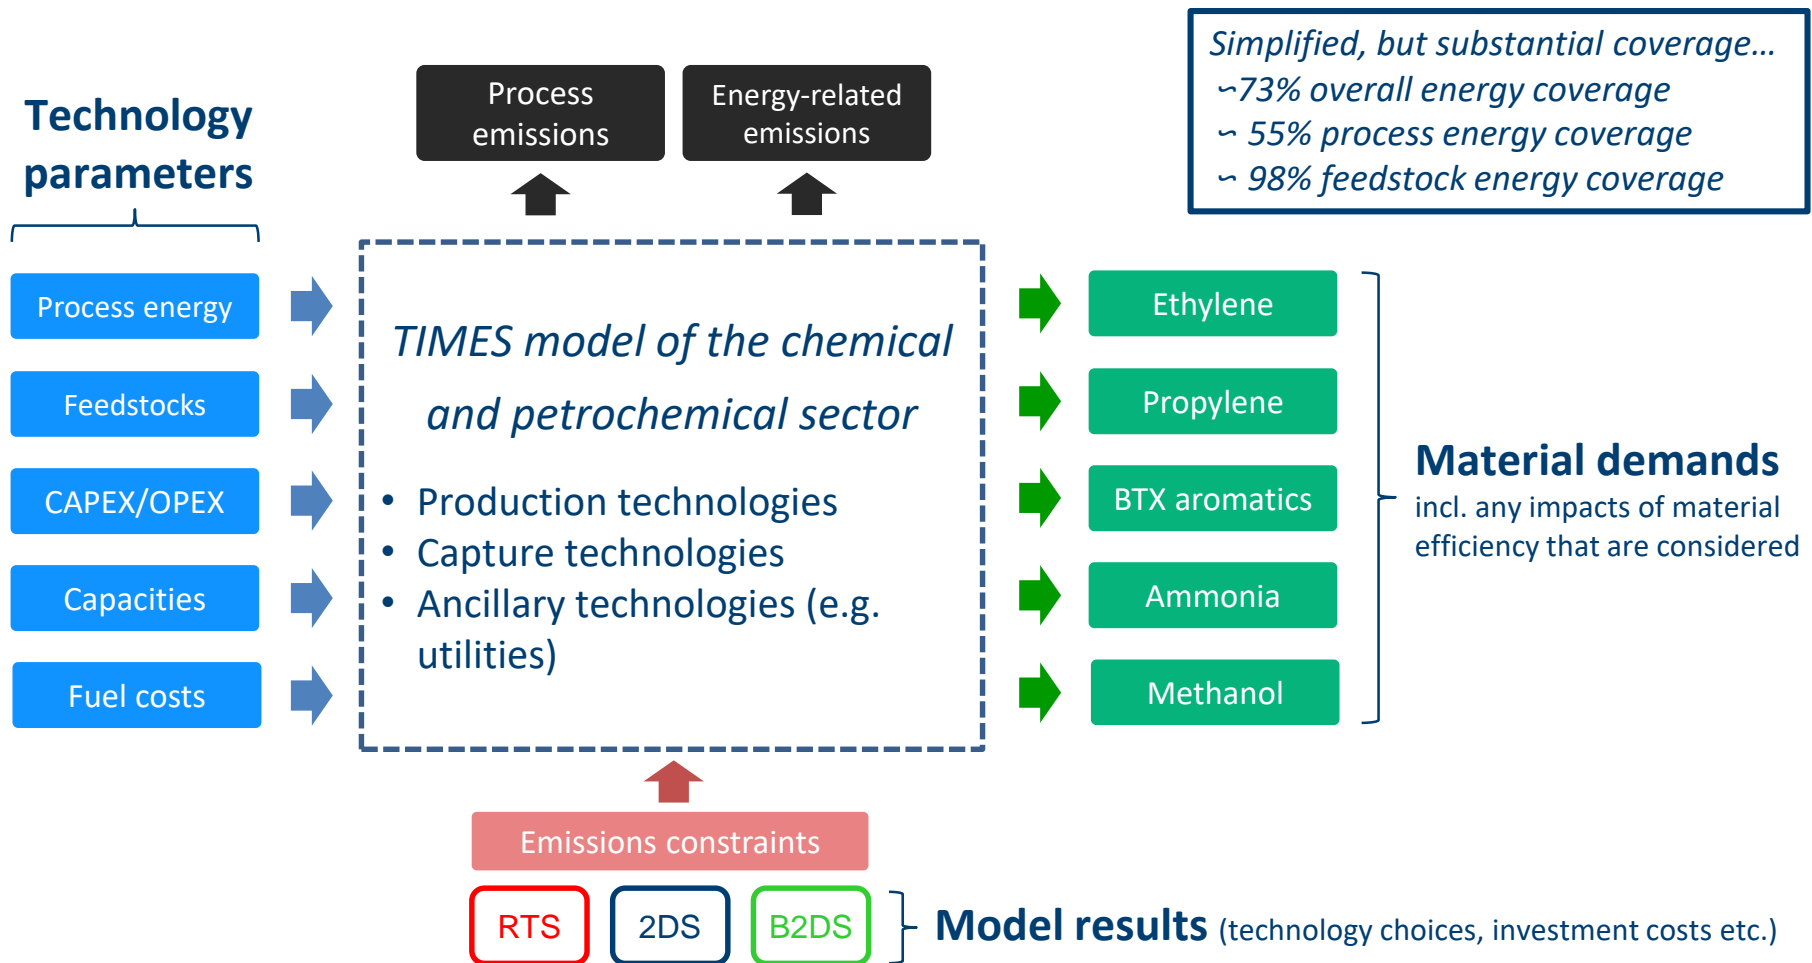 Simplified, but substantial coverage…
~73% overall energy coverage
~ 55% process energy coverage
~ 98% feedstock energy coverage
Technology
parameters
Process
emissions
Energy-related
emissions
Process energy
Feedstocks
CAPEX/OPEX
Capacities
Fuel costs
TIMES model of the chemical
and petrochemical sector
• Production technologies
• Capture technologies
• Ancillary technologies (e.g.
utilities)
Ethylene
Propylene
BTX aromatics
Ammonia
Methanol
Material demands
incl. any impacts of material
efficiency that are considered
Emissions constraints
RTS
2DS
B2DS
Model results (technology choices, investment costs etc.)